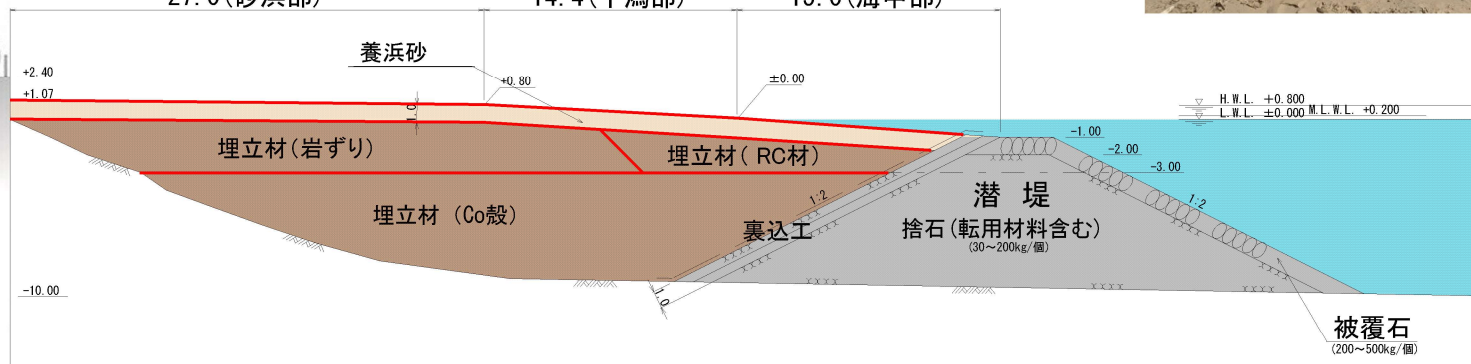 養浜砂
+2.40
+0.80
±0.00
+1.07
1.0
H.W.L. +0.800
L.W.L. ±0.000
M.L.W.L. +0.200
-1.00
埋立材(岩ずり)
埋立材( RC材)
-2.00
-3.00
1:2
潜 堤
1:2
埋立材 (Co殻)
裏込工
捨石(転用材料含む)
(30～200kg/個)
-10.00
1.0
被覆石
(200～500kg/個)